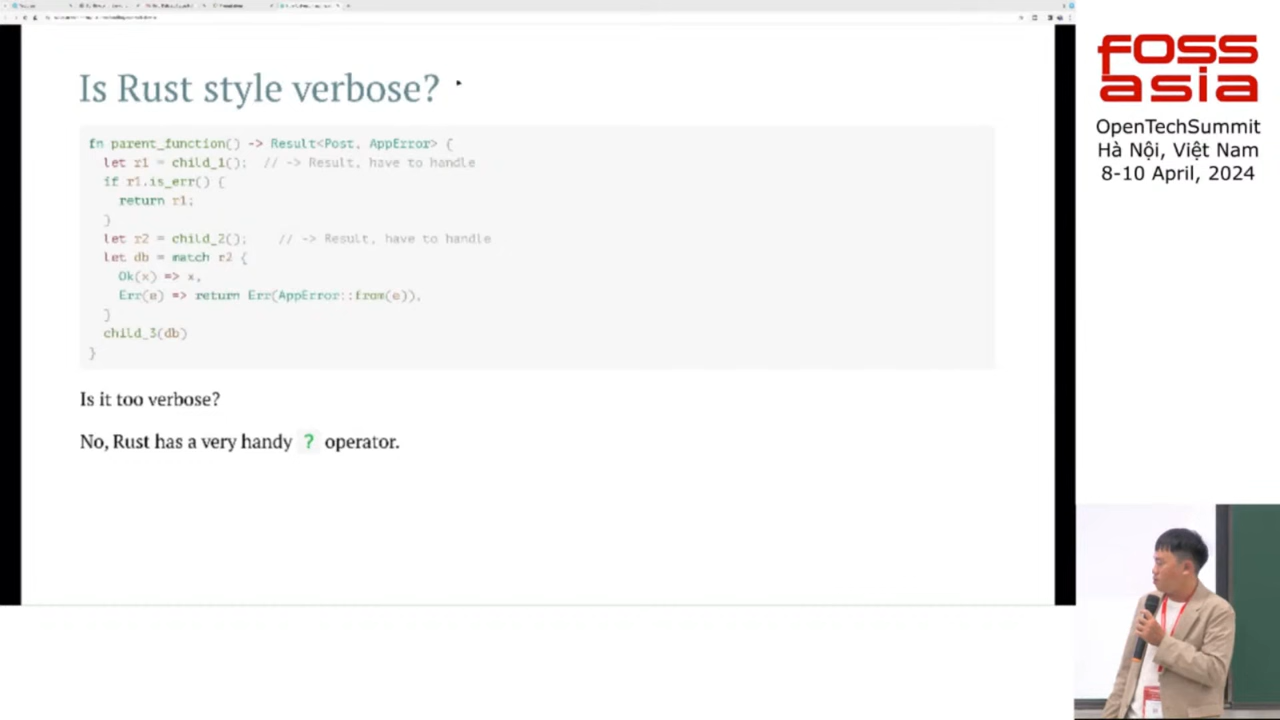 Is Rust style verbose?
fn parent_function() -> Result<Post, AppError> {
let r1 = child_1(); // -> Result, have to handle
if r1.is_err() {
return r1;
}
let r2 = child_2(); // -> Result, have to handle
let db = match r2 {
Ok(x) => x,
Err(e) => return Err(AppError::from(e)),
}
child_3(db)
}
Is it too verbose?
No, Rust has a very handy ? operator.
FOSS
asia
OpenTechSummit
Hà Nội, Việt Nam
8-10 April, 2024